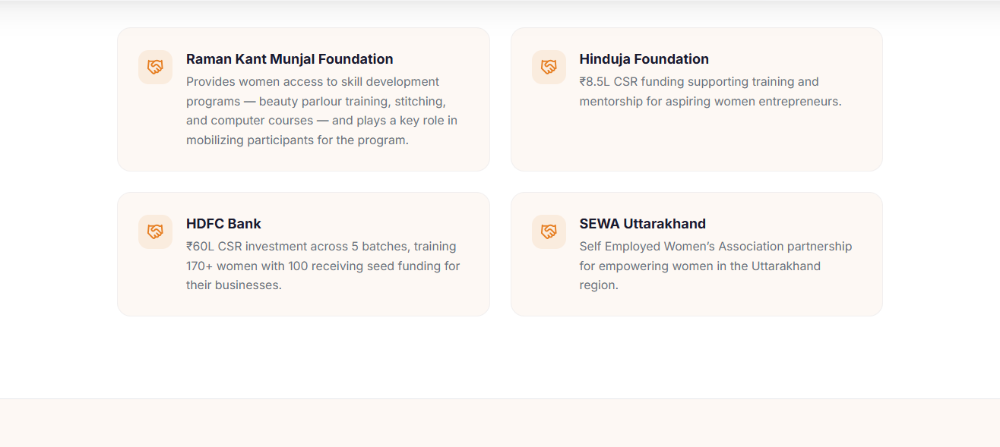 Raman Kant Munjal Foundation
Provides women access to skill development
programs — beauty parlour training, stitching,
and computer courses — and plays a key role in
mobilizing participants for the program.
Hinduja Foundation
₹8.5L CSR funding supporting training and
mentorship for aspiring women entrepreneurs.
HDFC Bank
₹60L CSR investment across 5 batches, training
170+ women with 100 receiving seed funding for
their businesses.
SEWA Uttarakhand
Self Employed Women’s Association partnership
for empowering women in the Uttarakhand
region.